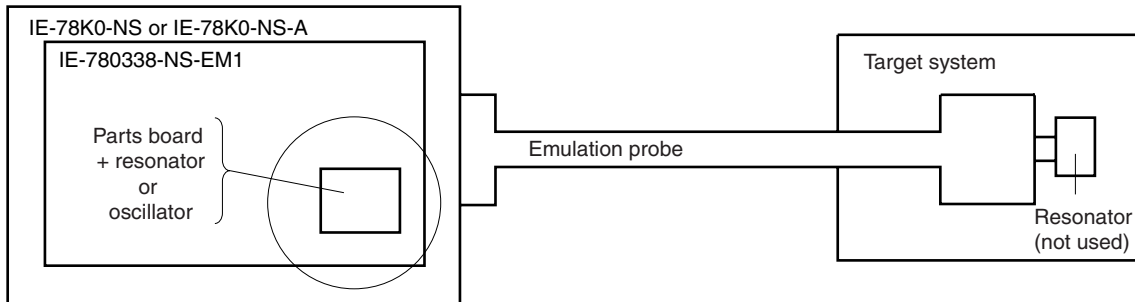 IE-78K0-NS or IE-78K0-NS-A
IE-780338-NS-EM1
Parts board
+ resonator
or
oscillator
Emulation probe
Target system
Resonator
(not used)